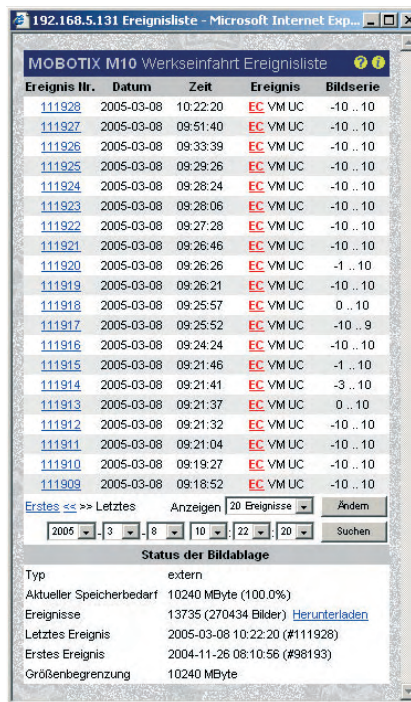 192.168.5.131 Ereignisliste - Microsoft Internet Exp...
MOBOTIX M10 Werkseinfahrt Ereignisliste ? i
Ereignis Nr. Datum Zeit Ereignis Bildserie
111928 2005-03-08 10:22:20 EC VM UC -10 .. 10
111927 2005-03-08 09:51:40 EC VM UC -10 .. 10
111926 2005-03-08 09:33:39 EC VM UC -10 .. 10
111925 2005-03-08 09:29:26 EC VM UC -10 .. 10
111924 2005-03-08 09:28:24 EC VM UC -10 .. 10
111923 2005-03-08 09:28:06 EC VM UC -10 .. 10
111922 2005-03-08 09:27:28 EC VM UC -10 .. 10
111921 2005-03-08 09:26:46 EC VM UC -10 .. 10
111920 2005-03-08 09:26:26 EC VM UC -1 .. 10
111919 2005-03-08 09:26:21 EC VM UC -10 .. 10
111918 2005-03-08 09:25:57 EC VM UC 0 .. 10
111917 2005-03-08 09:25:52 EC VM UC -10 .. 9
111916 2005-03-08 09:24:24 EC VM UC -10 .. 10
111915 2005-03-08 09:21:46 EC VM UC -1 .. 10
111914 2005-03-08 09:21:41 EC VM UC -3 .. 10
111913 2005-03-08 09:21:37 EC VM UC 0 .. 10
111912 2005-03-08 09:21:32 EC VM UC -10 .. 10
111911 2005-03-08 09:21:04 EC VM UC -10 .. 10
111910 2005-03-08 09:19:27 EC VM UC -10 .. 10
111909 2005-03-08 09:18:52 EC VM UC -10 .. 10
Erstes << >> Letztes Anzeigen 20 Ereignisse Ändern
2005 - 3 - 8 10 : 22 : 20 Suchen
Status der Bildablage
Typ extern
Aktueller Speicherbedarf 10240 MByte (100.0%)
Ereignisse 13735 (270434 Bilder) Herunterladen
Letztes Ereignis 2005-03-08 10:22:20 (#111928)
Erstes Ereignis 2004-11-26 08:10:56 (#98193)
Größenbegrenzung 10240 MByte